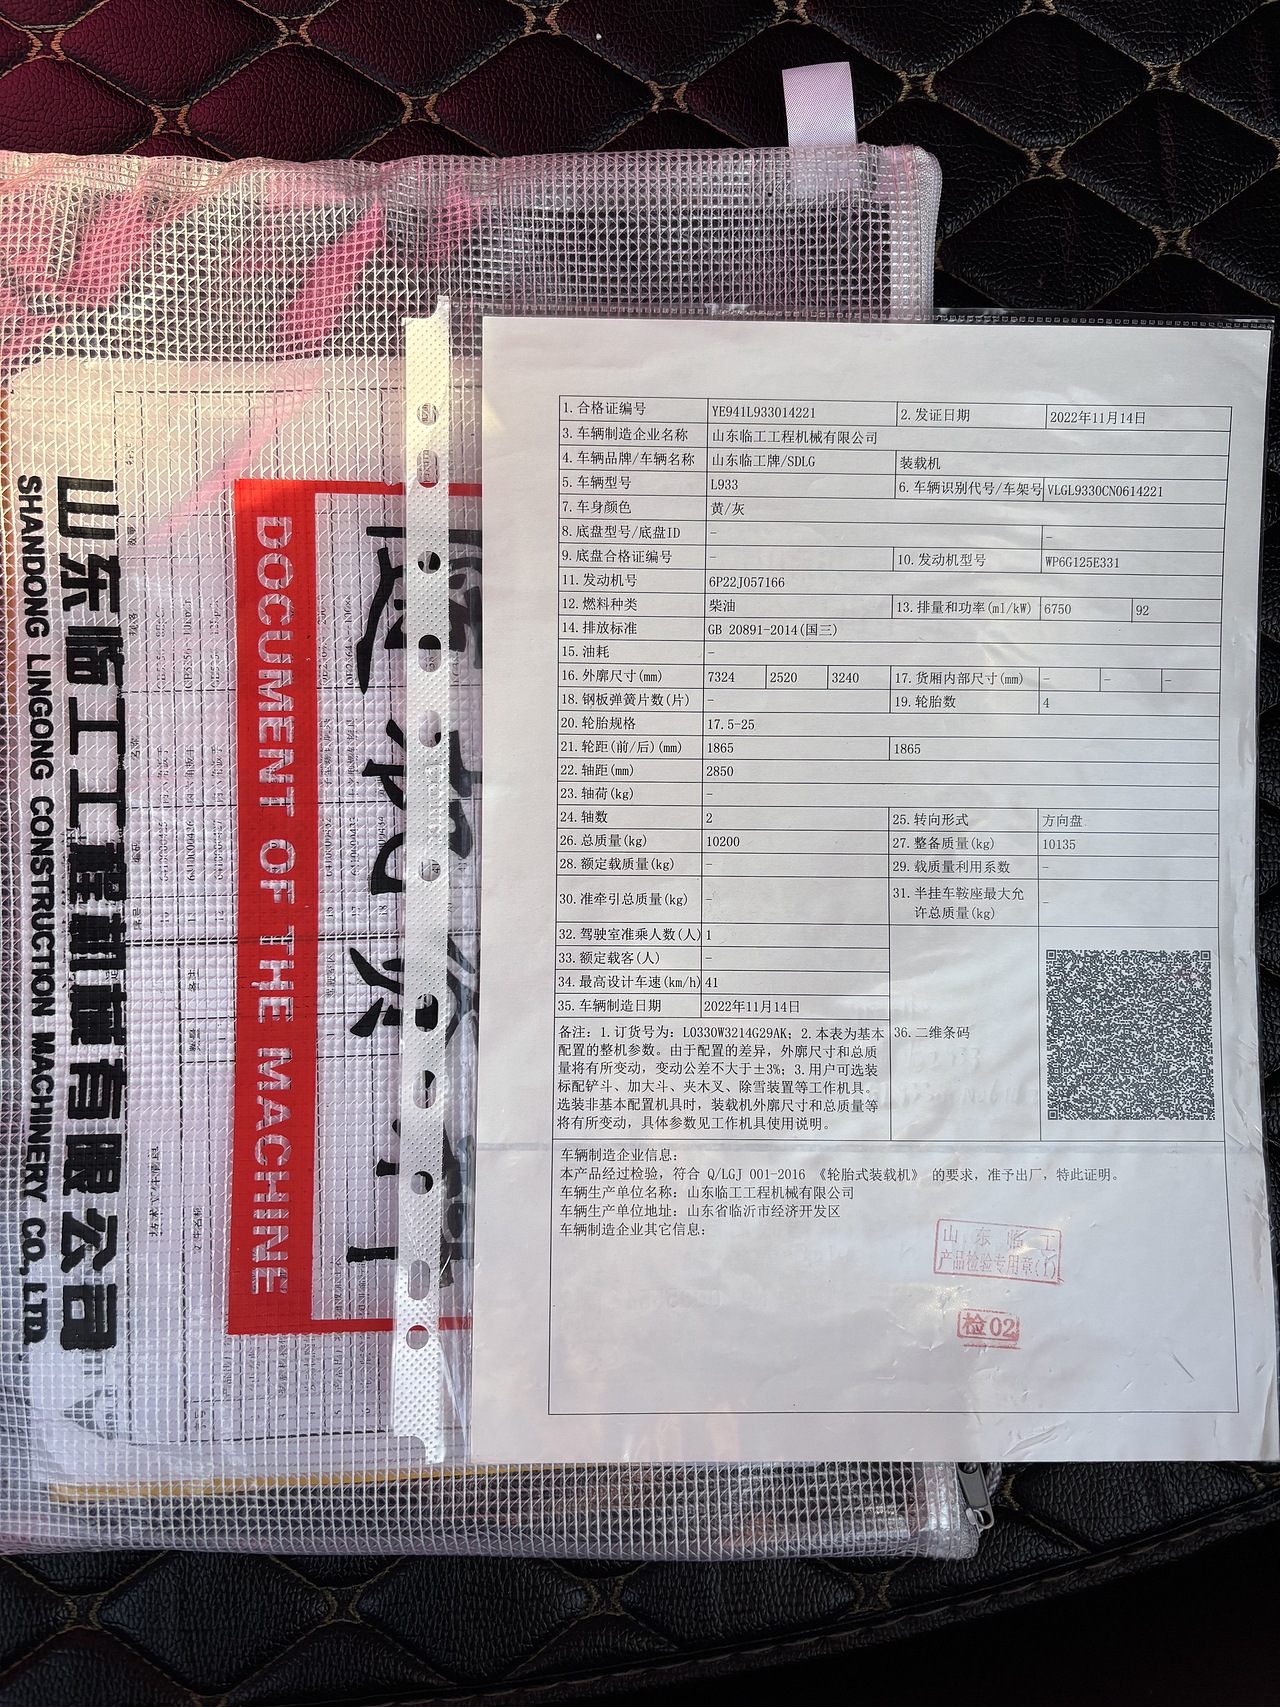 山东临工工程机械有限公司
SHANDONG LINGONG CONSTRUCTION MACHINERY CO., LTD.
DOCUMENT OF THE MACHINE
1. 合格证编号 YE941L933014221 2. 发证日期 2022年11月14日
3. 车辆制造企业名称 山东临工工程机械有限公司
4. 车辆品牌/车辆名称 山东临工牌/SDLG 装载机
5. 车辆型号 L933 6. 车辆识别代号/车架号 VLGL9330CN0614221
7. 车身颜色 黄/灰
8. 底盘型号/底盘ID - -
9. 底盘合格证编号 - 10. 发动机型号 WP6G125E331
11. 发动机号 6P22J057166
12. 燃料种类 柴油 13. 排量和功率(ml/kW) 6750 92
14. 排放标准 GB 20891-2014(国三)
15. 油耗 -
16. 外廓尺寸(mm) 7324 2520 3240 17. 货厢内部尺寸(mm) - - -
18. 钢板弹簧片数(片) - 19. 轮胎数 4
20. 轮胎规格 17.5-25
21. 轮距(前/后)(mm) 1865 1865
22. 轴距(mm) 2850
23. 轴荷(kg) -
24. 轴数 2 25. 转向形式 方向盘
26. 总质量(kg) 10200 27. 整备质量(kg) 10135
28. 额定载质量(kg) - 29. 载质量利用系数 -
30. 准牵引总质量(kg) - 31. 半挂车鞍座最大允
许总质量(kg) -
32. 驾驶室准乘人数(人) 1
33. 额定载客(人) -
34. 最高设计车速(km/h) 41
35. 车辆制造日期 2022年11月14日
备注：1. 订货号为：L0330W3214G29AK；2. 本表为基本
配置的整机参数。由于配置的差异，外廓尺寸和总质
量将有所变动，变动公差不大于±3%；3. 用户可选装
标配铲斗、加大斗、夹木叉、除雪装置等工作机具。
选装非基本配置机具时，装载机外廓尺寸和总质量等
将有所变动，具体参数见工作机具使用说明。
36. 二维条码
车辆制造企业信息：
本产品经过检验，符合 Q/LGJ 001-2016 《轮胎式装载机》 的要求，准予出厂，特此证明。
车辆生产单位名称：山东临工工程机械有限公司
车辆生产单位地址：山东省临沂市经济开发区
车辆制造企业其它信息：
山东临工
产品检验专用章(1)
检02